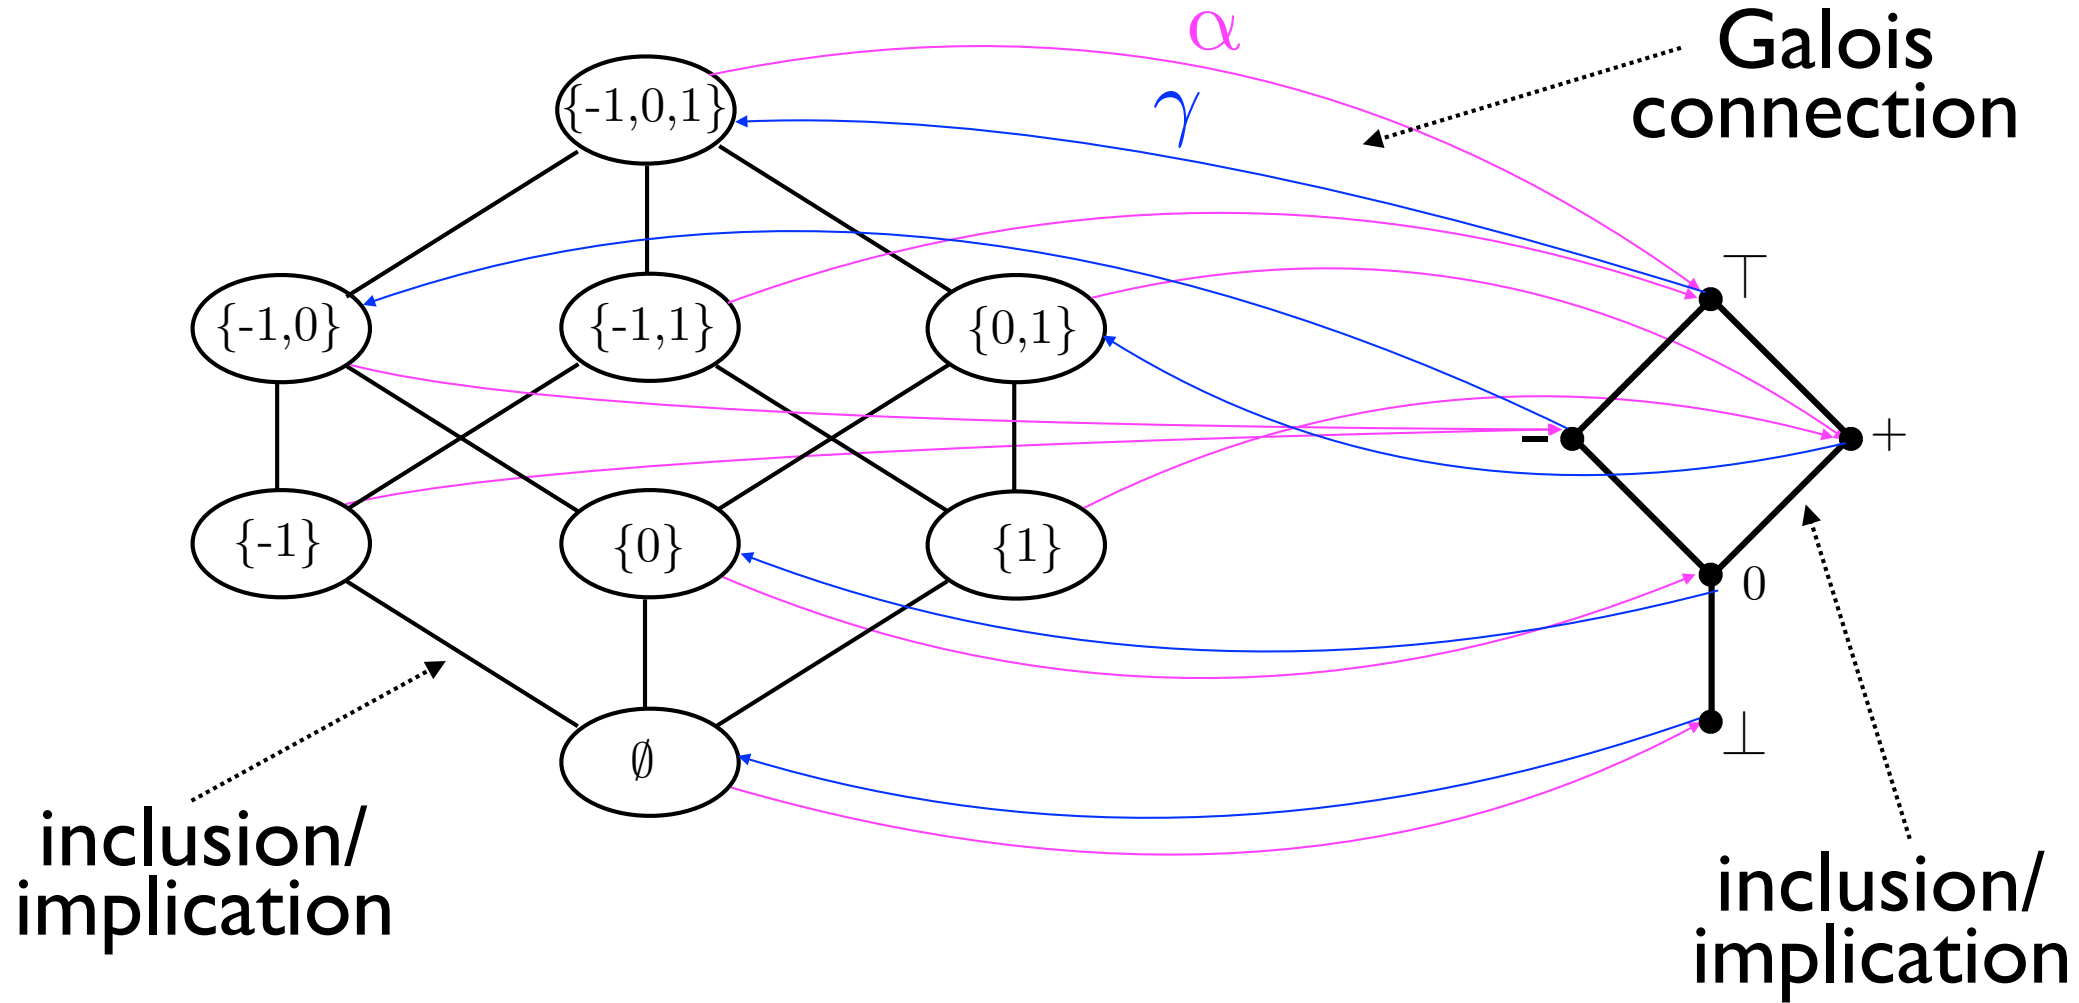 α
Galois
connection
γ
{-1,0,1}
⊤
{-1,0}
{-1,1}
{0,1}
-
+
{-1}
{0}
{1}
0
∅
⊥
inclusion/
implication
inclusion/
implication